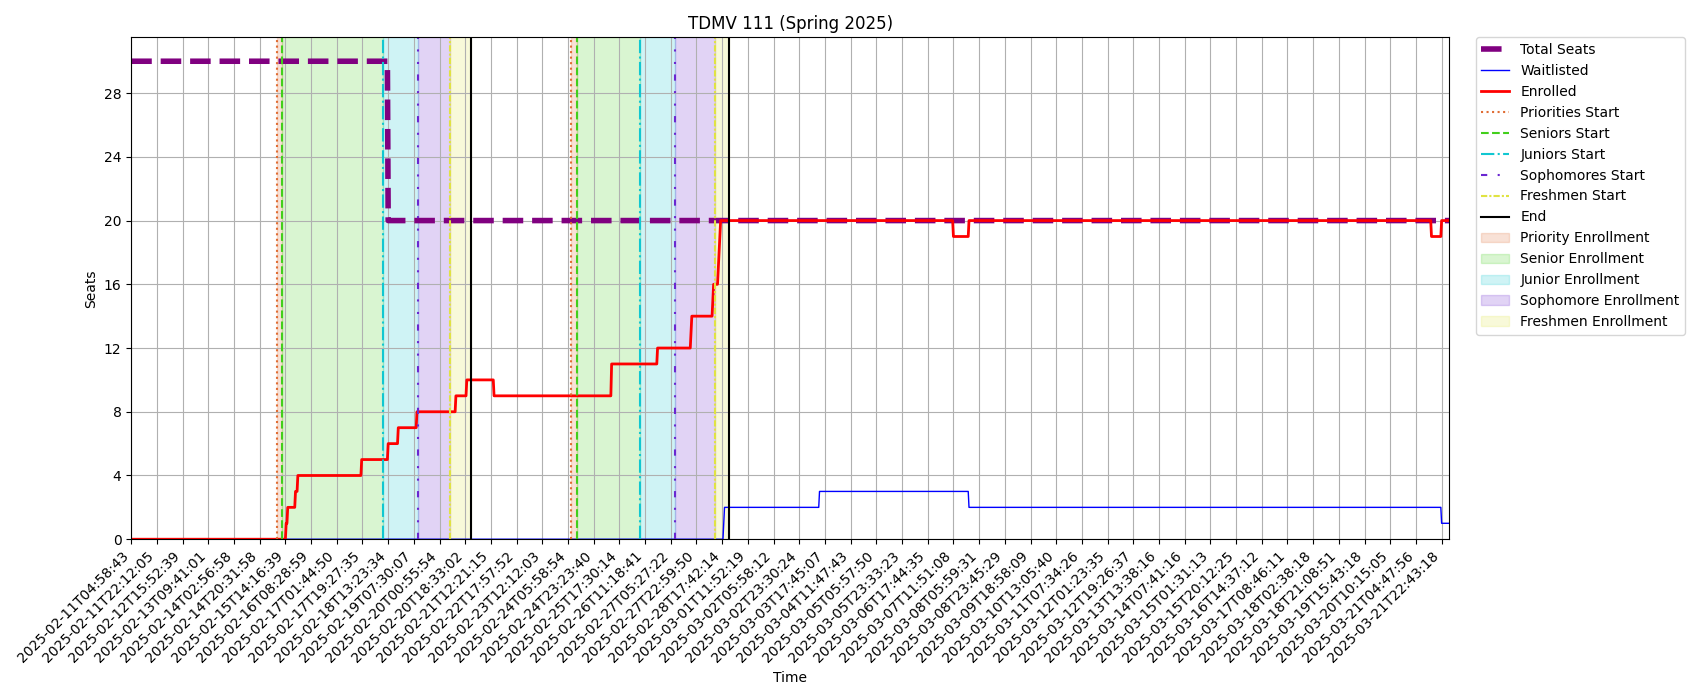 TDMV 111 (Spring 2025)
Total Seats
Waitlisted
Enrolled
Priorities Start
Seniors Start
Juniors Start
Sophomores Start
Freshmen Start
End
Priority Enrollment
Senior Enrollment
Junior Enrollment
Sophomore Enrollment
Freshmen Enrollment
Seats
28
24
20
16
12
8
4
0
2025-02-11T04:58:43
2025-02-11T22:12:05
2025-02-12T15:52:39
2025-02-13T09:41:01
2025-02-14T02:56:58
2025-02-14T20:31:58
2025-02-15T14:16:39
2025-02-16T08:28:59
2025-02-17T01:44:50
2025-02-17T19:27:35
2025-02-18T13:23:34
2025-02-19T07:30:07
2025-02-20T00:55:54
2025-02-20T18:33:02
2025-02-21T12:21:15
2025-02-22T17:57:52
2025-02-23T12:12:03
2025-02-24T05:58:54
2025-02-24T23:23:40
2025-02-25T17:30:14
2025-02-26T11:18:41
2025-02-27T05:27:22
2025-02-27T22:59:50
2025-02-28T17:42:14
2025-03-01T11:52:19
2025-03-02T05:58:12
2025-03-02T23:30:24
2025-03-03T17:45:07
2025-03-04T11:47:43
2025-03-05T05:57:50
2025-03-05T23:33:23
2025-03-06T17:44:35
2025-03-07T11:51:08
2025-03-08T05:59:31
2025-03-08T23:45:29
2025-03-09T18:58:09
2025-03-10T13:05:40
2025-03-11T07:34:26
2025-03-12T01:23:35
2025-03-12T19:26:37
2025-03-13T13:38:16
2025-03-14T07:41:16
2025-03-15T01:31:13
2025-03-15T20:12:25
2025-03-16T14:37:12
2025-03-17T08:46:11
2025-03-18T02:38:18
2025-03-18T21:08:51
2025-03-19T15:43:18
2025-03-20T10:15:05
2025-03-21T04:47:56
2025-03-21T22:43:18
Time